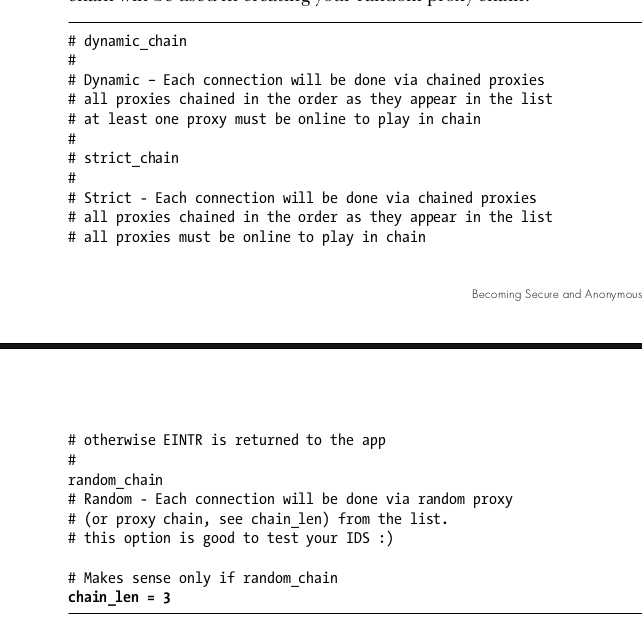 # dynamic_chain
#
# Dynamic – Each connection will be done via chained proxies
# all proxies chained in the order as they appear in the list
# at least one proxy must be online to play in chain
#
# strict_chain
#
# Strict - Each connection will be done via chained proxies
# all proxies chained in the order as they appear in the list
# all proxies must be online to play in chain
Becoming Secure and Anonymous
# otherwise EINTR is returned to the app
#
random_chain
# Random - Each connection will be done via random proxy
# (or proxy chain, see chain_len) from the list.
# this option is good to test your IDS :)
# Makes sense only if random_chain
chain_len = 3